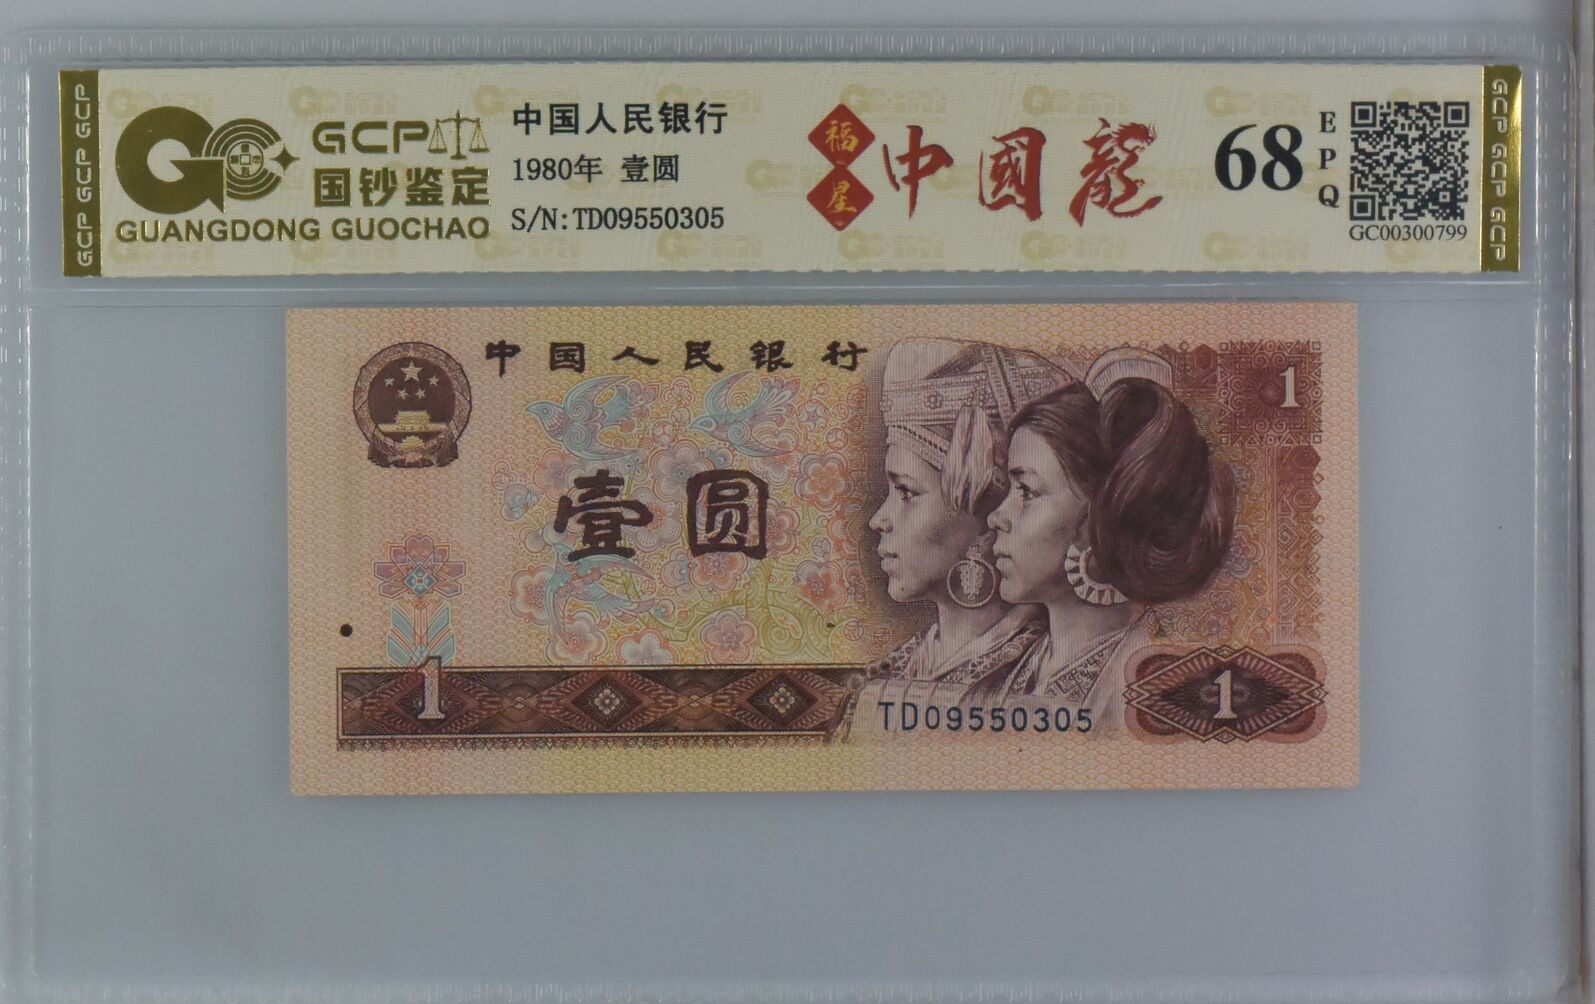 GCP GCP GCP
GCP
国钞鉴定
GUANGDONG GUOCHAO
中国人民银行
1980年 壹圆
S/N:TD09550305
福
星
中國龍
68
E
P
Q
GC00300799
GCP GCP GCP
中国人民银行
1
壹圆
1
TD09550305
1